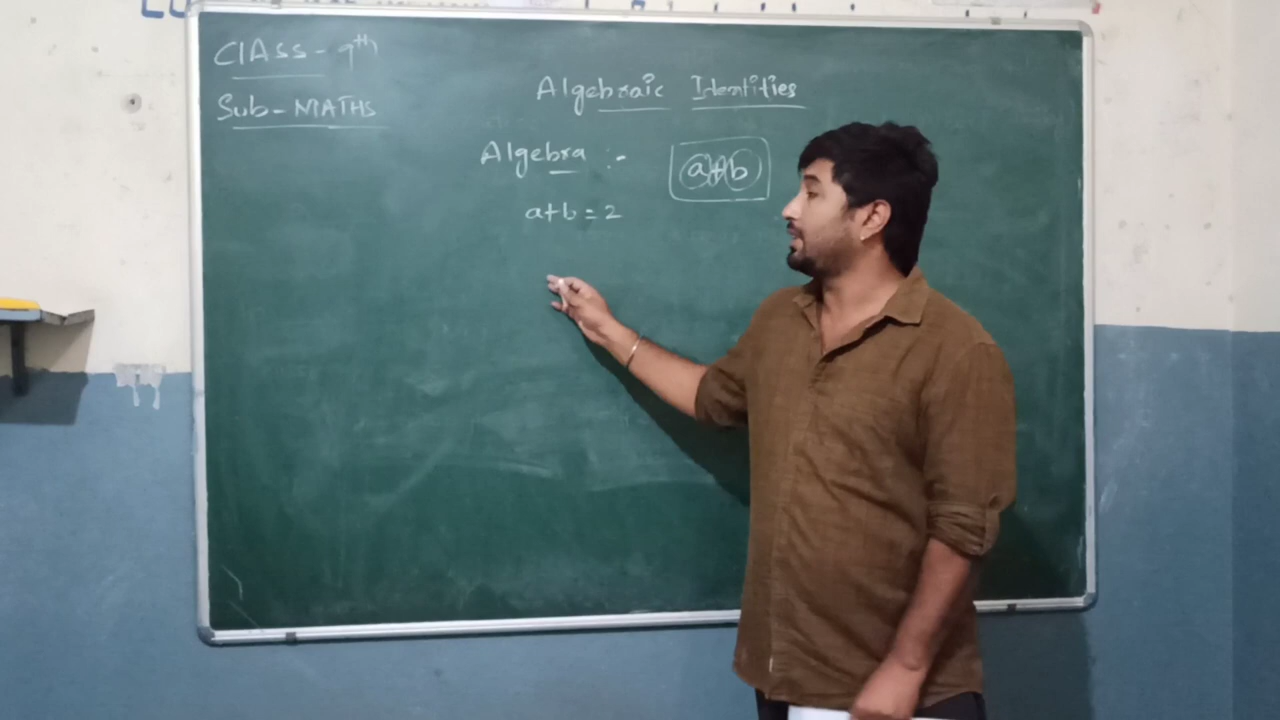 CLASS - 9th
Algebraic Identities
Sub - MATHS
Algebra :-
a+b
a+b = 2